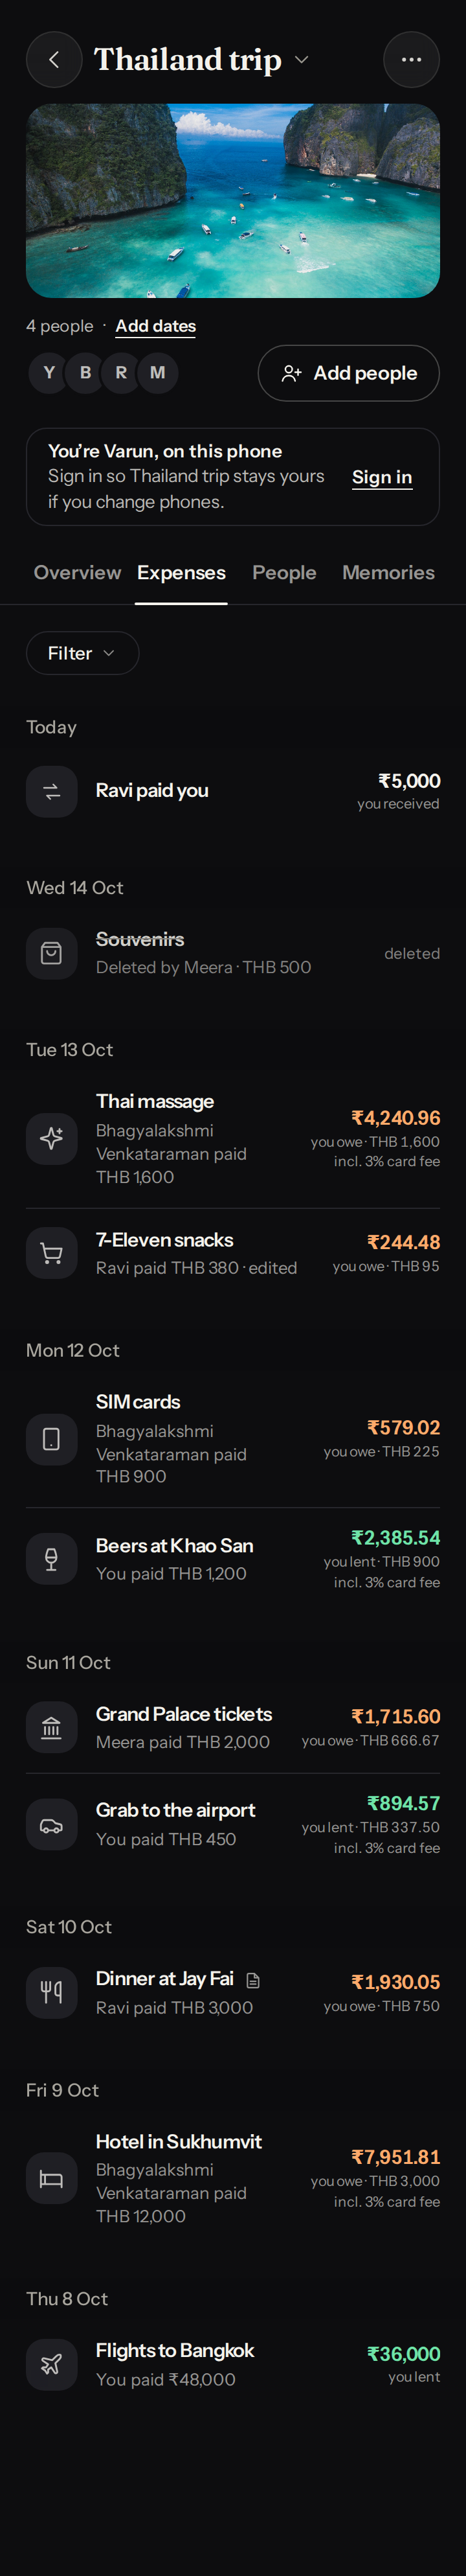 Thailand trip
4 people · Add dates
Y B R M
Add people
You’re Varun, on this phone
Sign in so Thailand trip stays yours
if you change phones.
Sign in
Overview Expenses People Memories
Filter
Today
Ravi paid you
₹5,000
you received
Wed 14 Oct
Souvenirs
Deleted by Meera · THB 500
deleted
Tue 13 Oct
Thai massage
Bhagyalakshmi
Venkataraman paid
THB 1,600
₹4,240.96
you owe · THB 1,600
incl. 3% card fee
7-Eleven snacks
Ravi paid THB 380 · edited
₹244.48
you owe · THB 95
Mon 12 Oct
SIM cards
Bhagyalakshmi
Venkataraman paid
THB 900
₹579.02
you owe · THB 225
Beers at Khao San
You paid THB 1,200
₹2,385.54
you lent · THB 900
incl. 3% card fee
Sun 11 Oct
Grand Palace tickets
Meera paid THB 2,000
₹1,715.60
you owe · THB 666.67
Grab to the airport
You paid THB 450
₹894.57
you lent · THB 337.50
incl. 3% card fee
Sat 10 Oct
Dinner at Jay Fai
Ravi paid THB 3,000
₹1,930.05
you owe · THB 750
Fri 9 Oct
Hotel in Sukhumvit
Bhagyalakshmi
Venkataraman paid
THB 12,000
₹7,951.81
you owe · THB 3,000
incl. 3% card fee
Thu 8 Oct
Flights to Bangkok
You paid ₹48,000
₹36,000
you lent